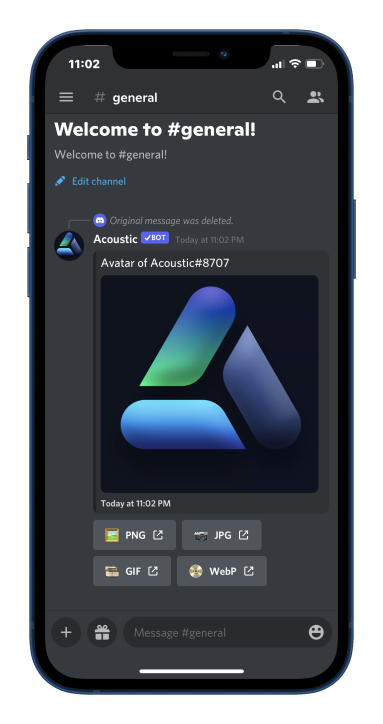 11:02
# general
Welcome to #general!
Welcome to #general!
Edit channel
Original message was deleted.
Acoustic ✓BOT Today at 11:02 PM
Avatar of Acoustic#8707
Today at 11:02 PM
PNG JPG
GIF WebP
Message #general